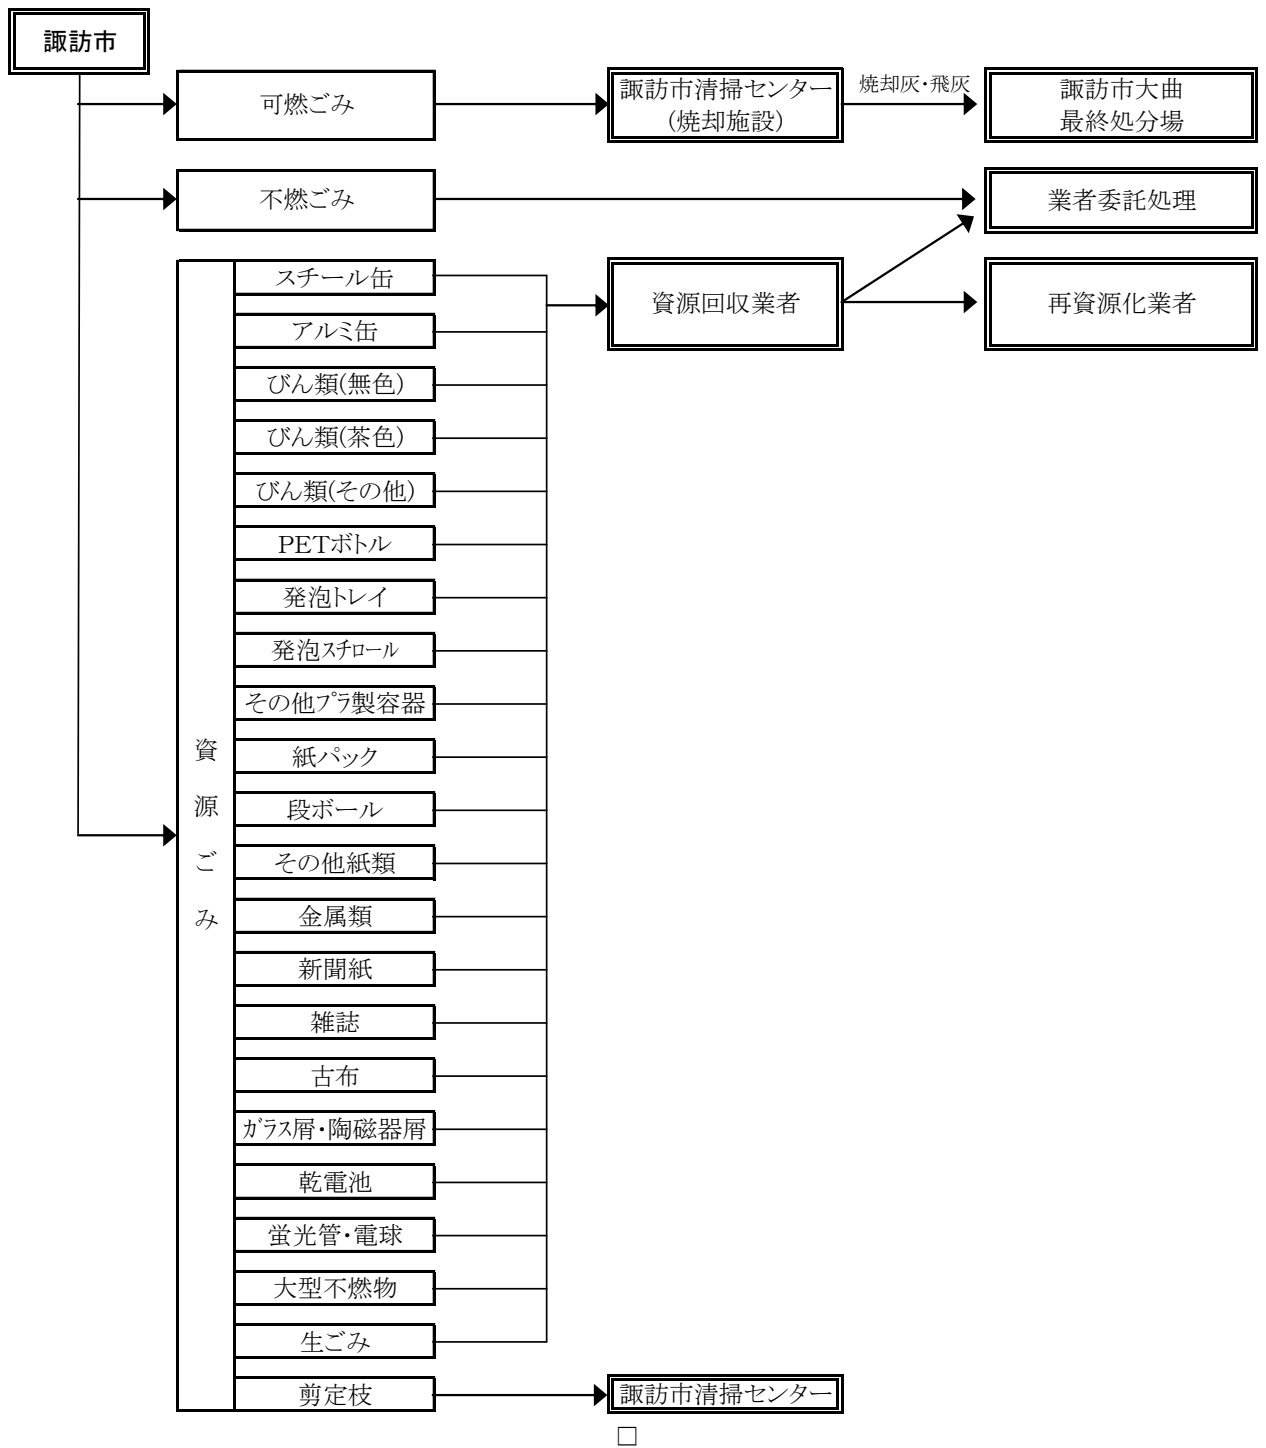 諏訪市
可燃ごみ
諏訪市清掃センター
(焼却施設)
焼却灰・飛灰
諏訪市大曲
最終処分場
不燃ごみ
業者委託処理
資源ごみ
スチール缶
資源回収業者
再資源化業者
アルミ缶
びん類(無色)
びん類(茶色)
びん類(その他)
PETボトル
発泡トレイ
発泡スチロール
その他プラ製容器
紙パック
段ボール
その他紙類
金属類
新聞紙
雑誌
古布
ガラス屑・陶磁器屑
乾電池
蛍光管・電球
大型不燃物
生ごみ
剪定枝
諏訪市清掃センター